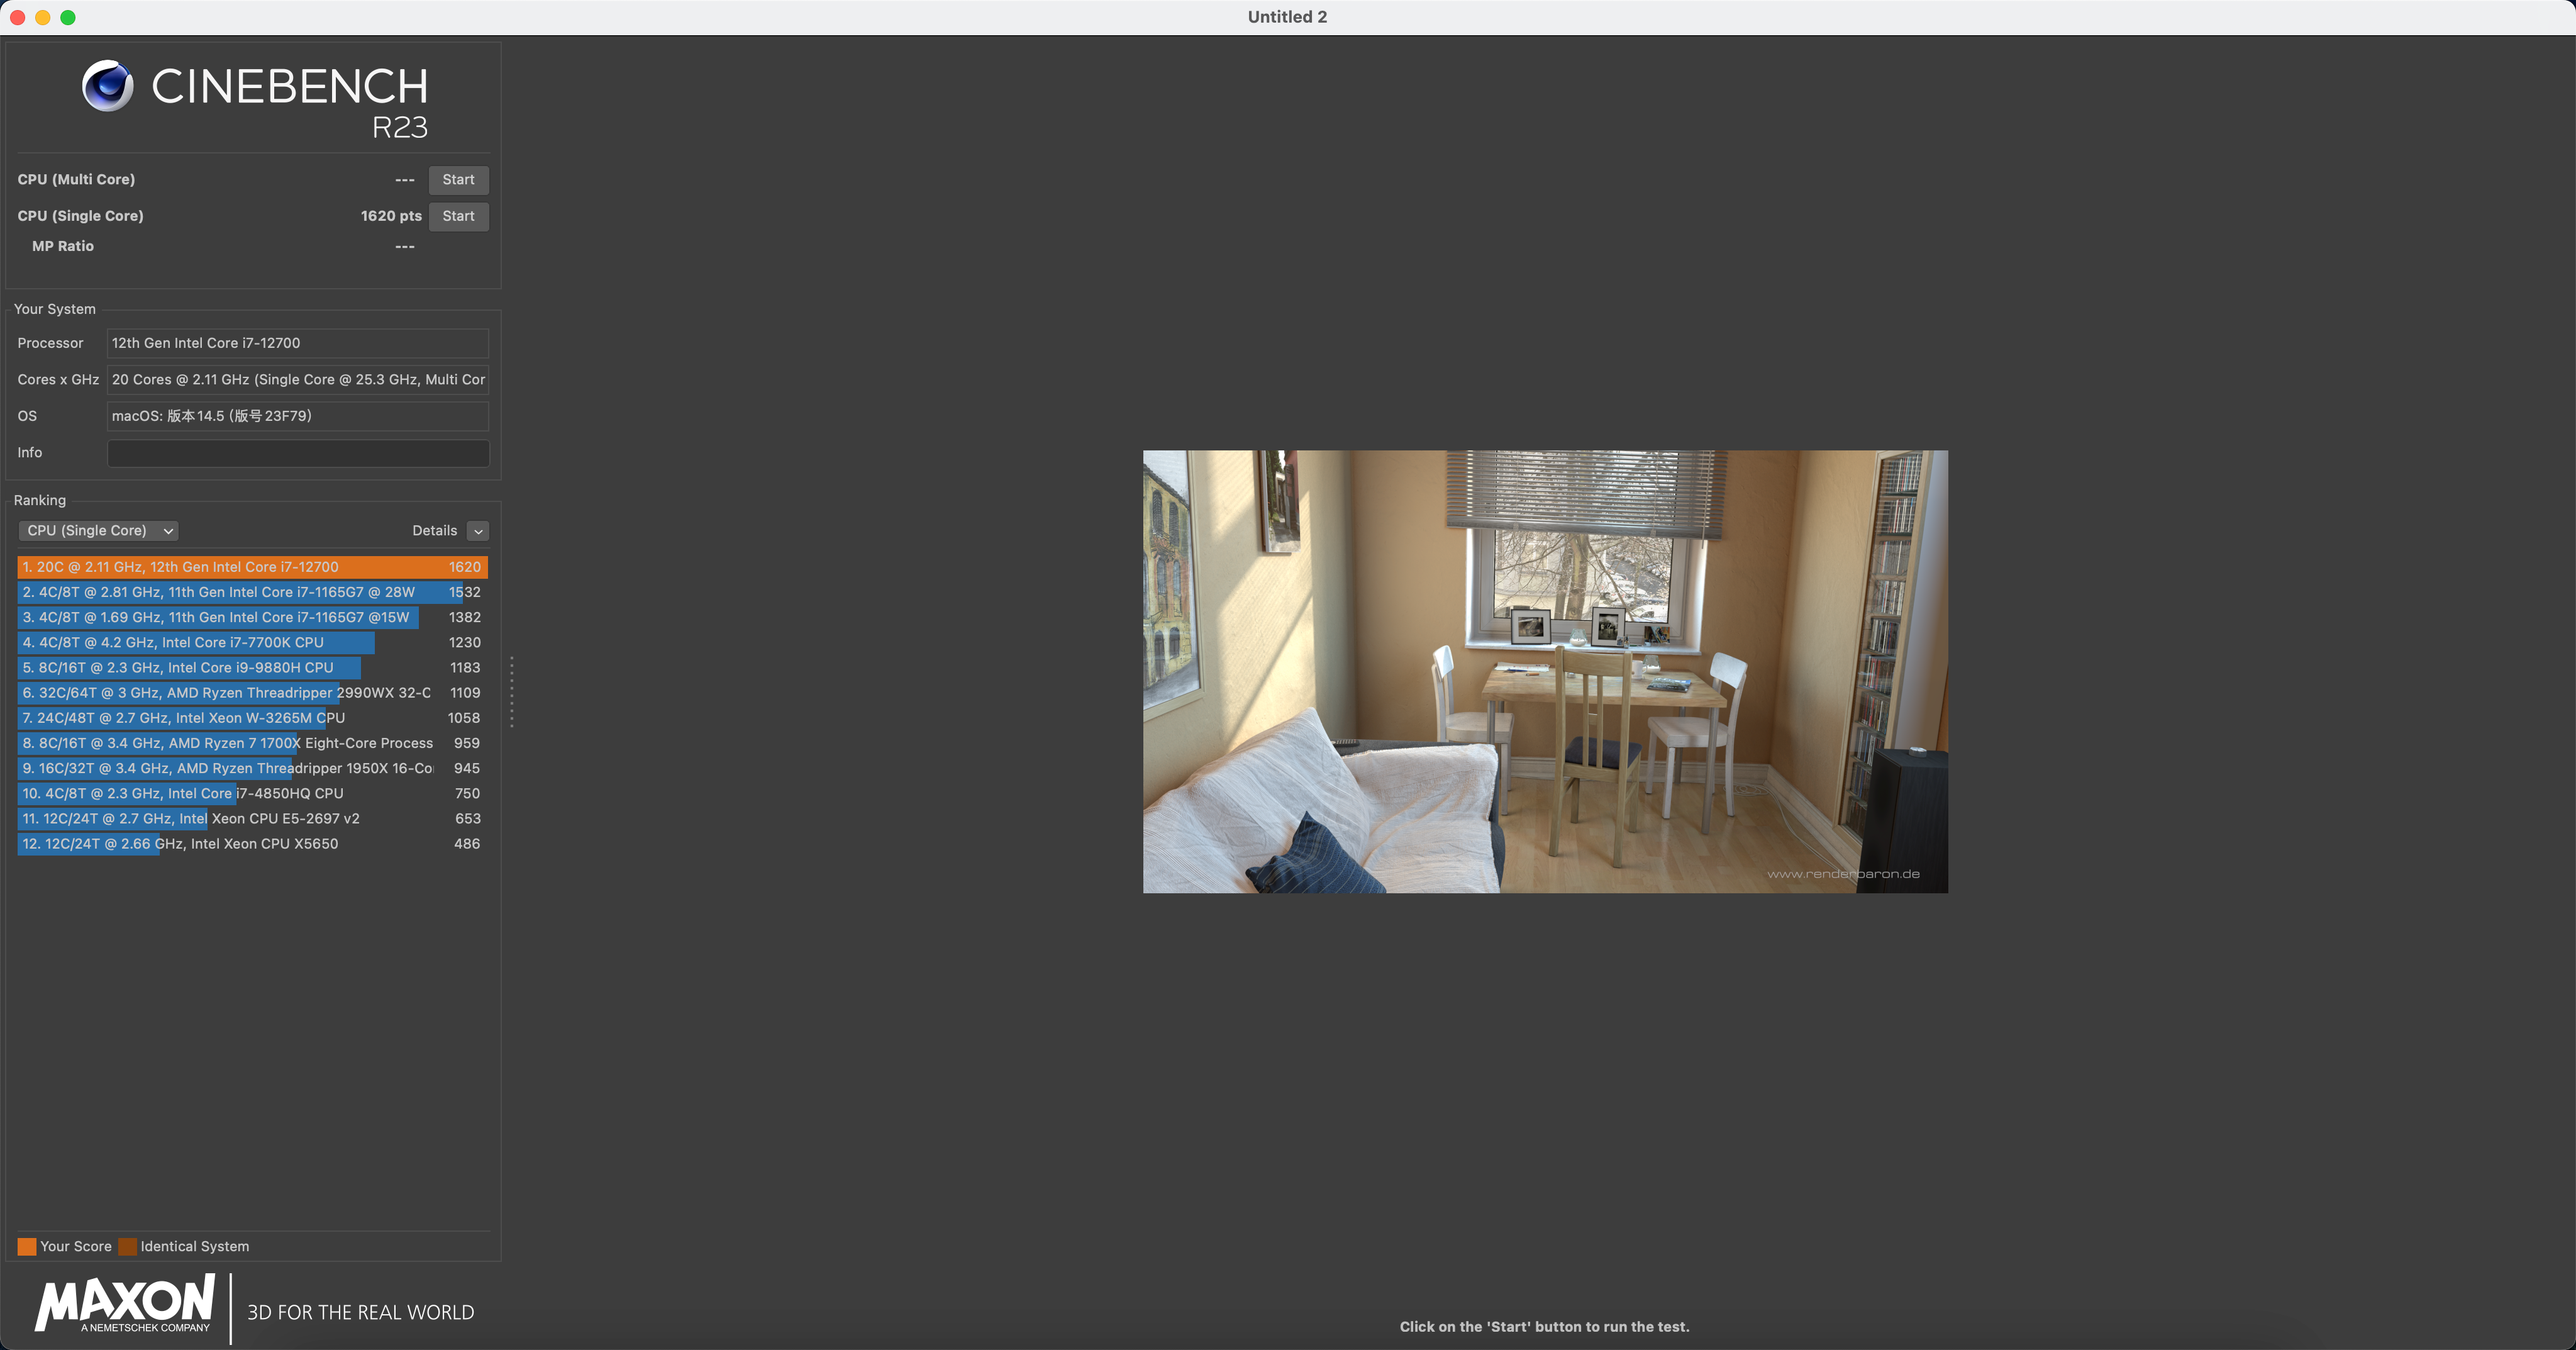 Untitled 2
CINEBENCH
R23
CPU (Multi Core) --- Start
CPU (Single Core) 1620 pts Start
MP Ratio ---
Your System
Processor 12th Gen Intel Core i7-12700
Cores x GHz 20 Cores @ 2.11 GHz (Single Core @ 25.3 GHz, Multi Cor
OS macOS: 版本 14.5 (版号 23F79)
Info
Ranking
CPU (Single Core) Details
1. 20C @ 2.11 GHz, 12th Gen Intel Core i7-12700 1620
2. 4C/8T @ 2.81 GHz, 11th Gen Intel Core i7-1165G7 @ 28W 1532
3. 4C/8T @ 1.69 GHz, 11th Gen Intel Core i7-1165G7 @15W 1382
4. 4C/8T @ 4.2 GHz, Intel Core i7-7700K CPU 1230
5. 8C/16T @ 2.3 GHz, Intel Core i9-9880H CPU 1183
6. 32C/64T @ 3 GHz, AMD Ryzen Threadripper 2990WX 32-C 1109
7. 24C/48T @ 2.7 GHz, Intel Xeon W-3265M CPU 1058
8. 8C/16T @ 3.4 GHz, AMD Ryzen 7 1700X Eight-Core Process 959
9. 16C/32T @ 3.4 GHz, AMD Ryzen Threadripper 1950X 16-Co 945
10. 4C/8T @ 2.3 GHz, Intel Core i7-4850HQ CPU 750
11. 12C/24T @ 2.7 GHz, Intel Xeon CPU E5-2697 v2 653
12. 12C/24T @ 2.66 GHz, Intel Xeon CPU X5650 486
www.renderbaron.de
Your Score Identical System
MAXON
A NEMETSCHEK COMPANY
3D FOR THE REAL WORLD
Click on the 'Start' button to run the test.